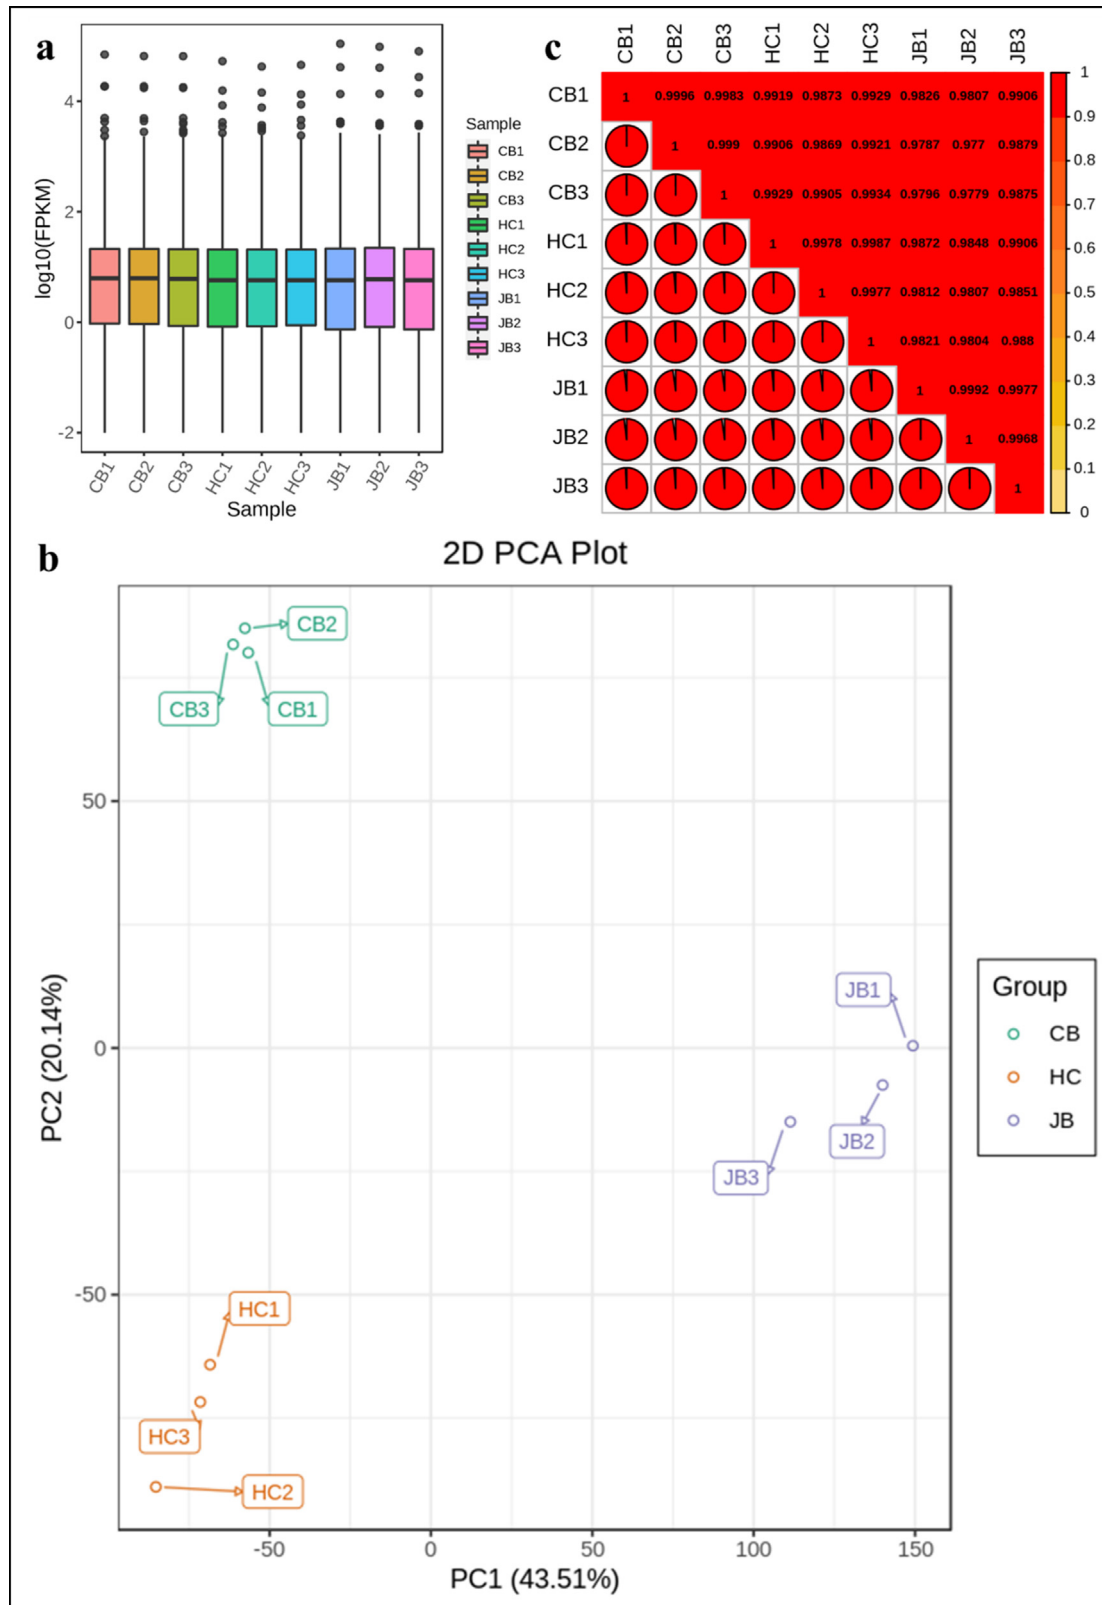 a
log10(FPKM)
4
2
0
-2
CB1 CB2 CB3 HC1 HC2 HC3 JB1 JB2 JB3
Sample
Sample
CB1
CB2
CB3
HC1
HC2
HC3
JB1
JB2
JB3
c
CB1 CB2 CB3 HC1 HC2 HC3 JB1 JB2 JB3
CB1 1 0.9996 0.9983 0.9919 0.9873 0.9929 0.9826 0.9807 0.9906
CB2 1 0.999 0.9906 0.9869 0.9921 0.9787 0.977 0.9879
CB3 1 0.9929 0.9905 0.9934 0.9796 0.9779 0.9875
HC1 1 0.9978 0.9987 0.9872 0.9848 0.9906
HC2 1 0.9977 0.9812 0.9807 0.9851
HC3 1 0.9821 0.9804 0.988
JB1 1 0.9992 0.9977
JB2 1 0.9968
JB3 1
1
0.9
0.8
0.7
0.6
0.5
0.4
0.3
0.2
0.1
0
b
2D PCA Plot
CB2
CB3
CB1
JB1
JB2
JB3
HC1
HC3
HC2
PC2 (20.14%)
50
0
-50
-50 0 50 100 150
PC1 (43.51%)
Group
CB
HC
JB